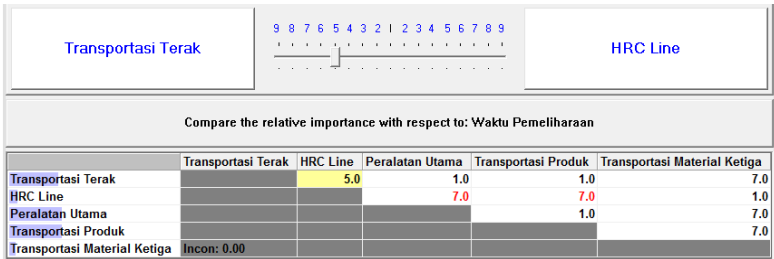 Transportasi Terak
9 8 7 6 5 4 3 2 | 2 3 4 5 6 7 8 9
HRC Line
Compare the relative importance with respect to: Waktu Pemeliharaan
Transportasi Terak HRC Line Peralatan Utama Transportasi Produk Transportasi Material Ketiga
Transportasi Terak 5.0 1.0 1.0 7.0
HRC Line 7.0 7.0 1.0
Peralatan Utama 1.0 7.0
Transportasi Produk 7.0
Transportasi Material Ketiga Incon: 0.00